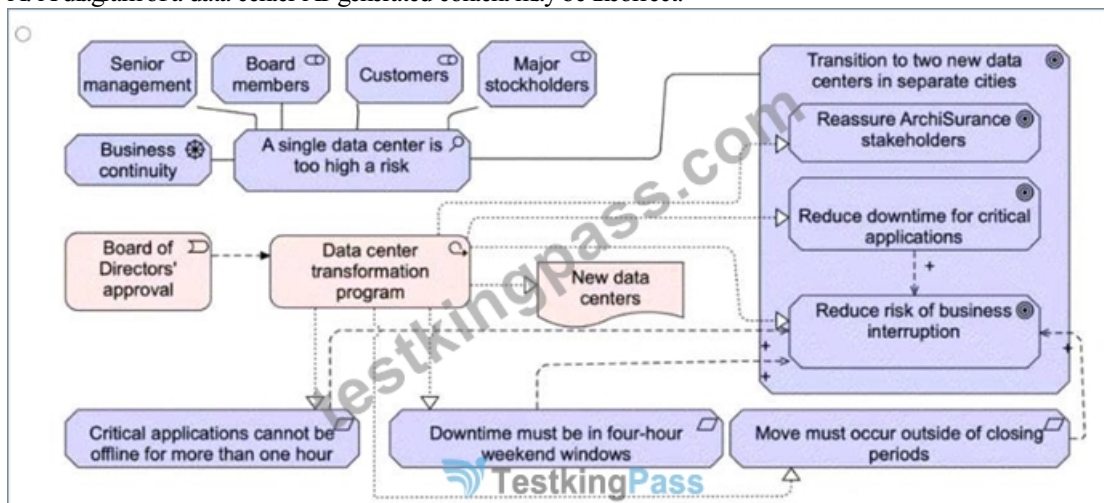 Senior
management
Board
members
Customers
Major
stockholders
Business
continuity
A single data center is
too high a risk
Transition to two new data
centers in separate cities
Reassure ArchiSurance
stakeholders
Reduce downtime for critical
applications
+
Reduce risk of business
interruption
+
+
+
Board of
Directors'
approval
Data center
transformation
program
New data
centers
Critical applications cannot be
offline for more than one hour
Downtime must be in four-hour
weekend windows
Move must occur outside of closing
periods
testkingpass.com
TestkingPass